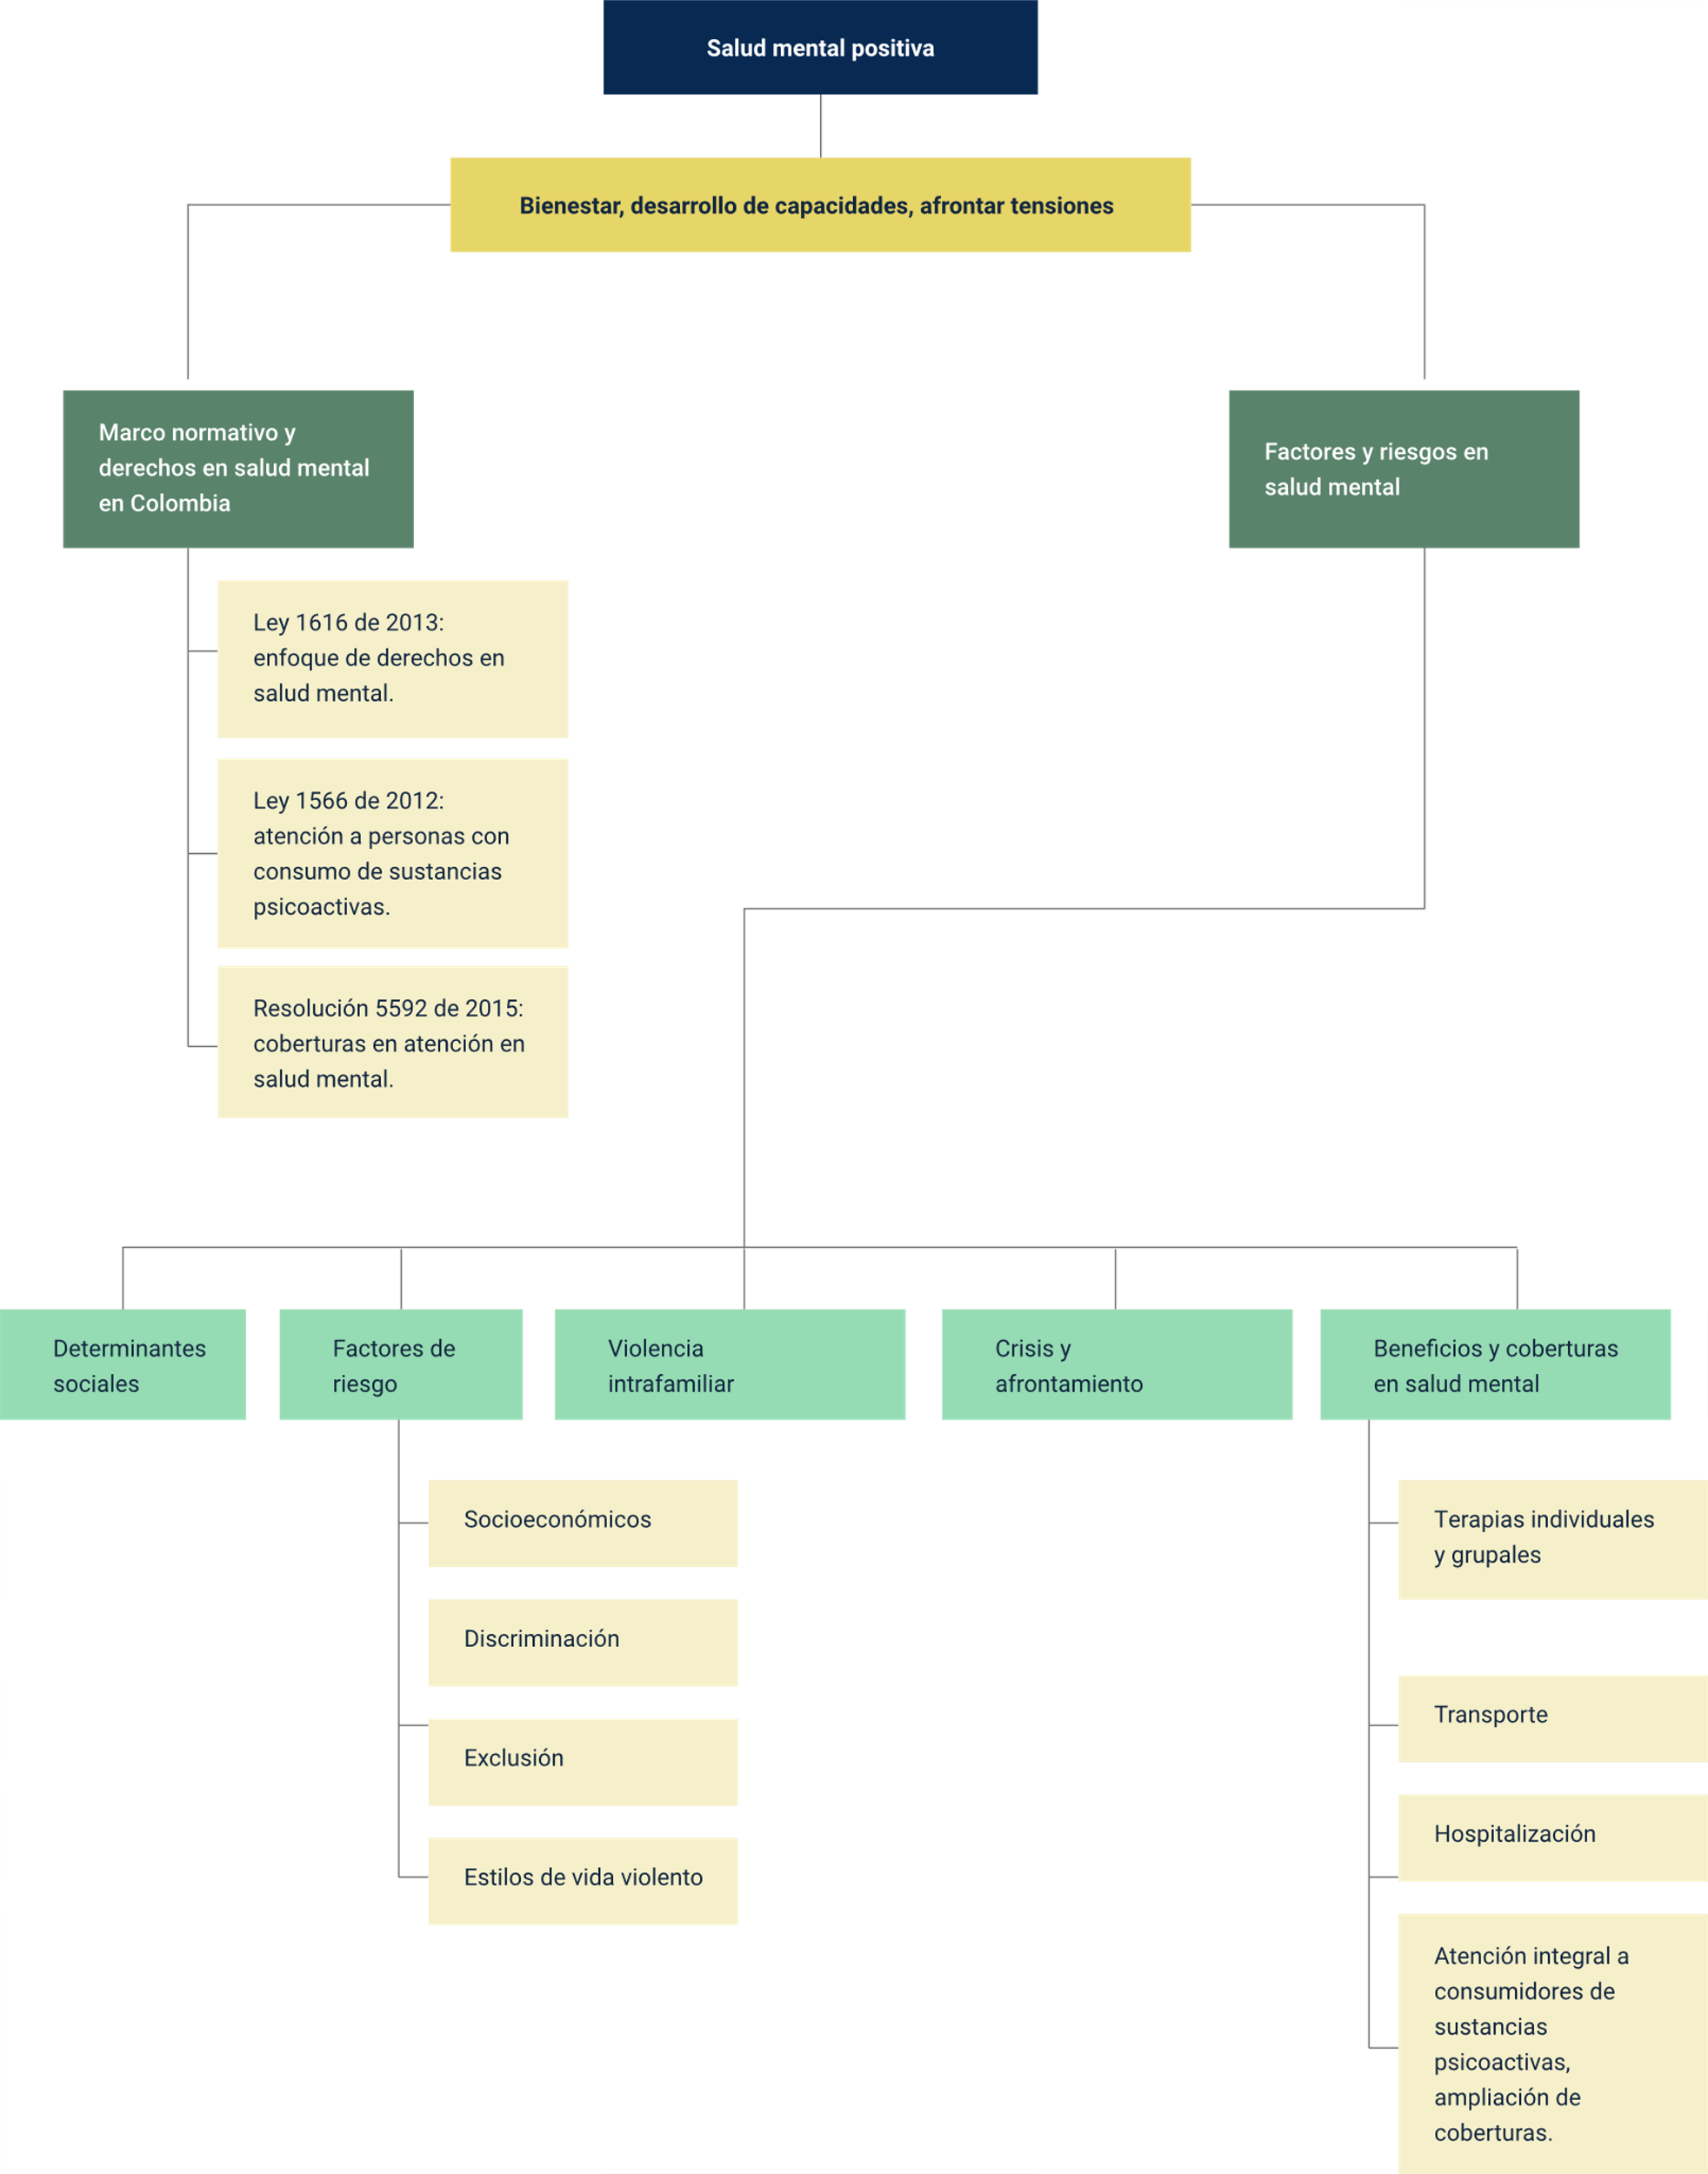 Salud mental positiva
Bienestar, desarrollo de capacidades, afrontar tensiones
Marco normativo y
derechos en salud mental
en Colombia
Factores y riesgos en
salud mental
Ley 1616 de 2013:
enfoque de derechos en
salud mental.
Ley 1566 de 2012:
atención a personas con
consumo de sustancias
psicoactivas.
Resolución 5592 de 2015:
coberturas en atención en
salud mental.
Determinantes
sociales
Factores de
riesgo
Violencia
intrafamiliar
Crisis y
afrontamiento
Beneficios y coberturas
en salud mental
Socioeconómicos
Discriminación
Exclusión
Estilos de vida violento
Terapias individuales
y grupales
Transporte
Hospitalización
Atención integral a
consumidores de
sustancias
psicoactivas,
ampliación de
coberturas.